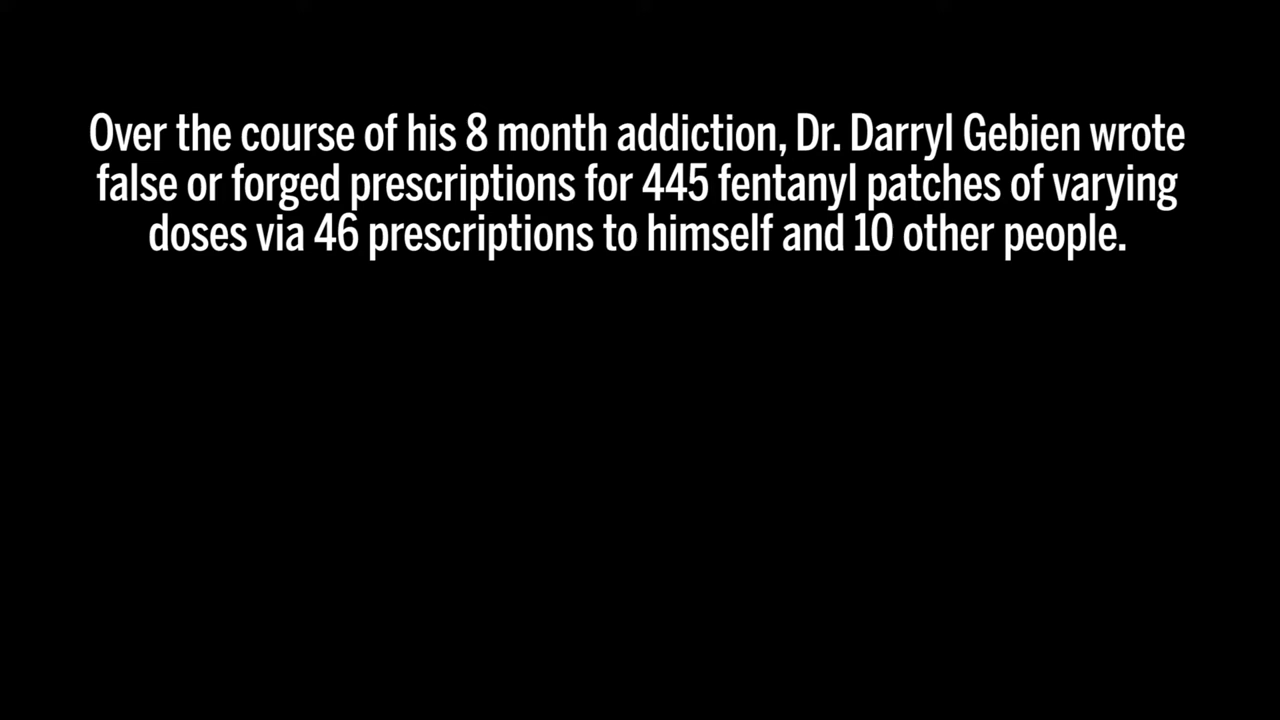 Over the course of his 8 month addiction, Dr. Darryl Gebien wrote
false or forged prescriptions for 445 fentanyl patches of varying
doses via 46 prescriptions to himself and 10 other people.